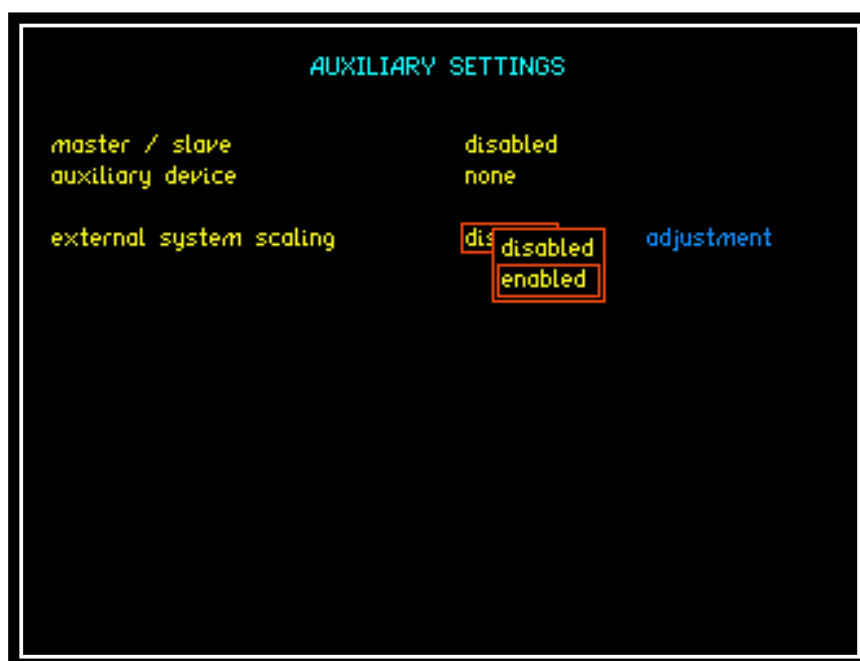 AUXILIARY SETTINGS
master / slave disabled
auxiliary device none
external system scaling dis disabled adjustment
enabled